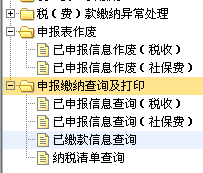 税（费）款缴纳异常处理
申报表作废
已申报信息作废（税收）
已申报信息作废（社保费）
申报缴纳查询及打印
已申报信息查询（税收）
已申报信息查询（社保费）
已缴款信息查询
纳税清单查询